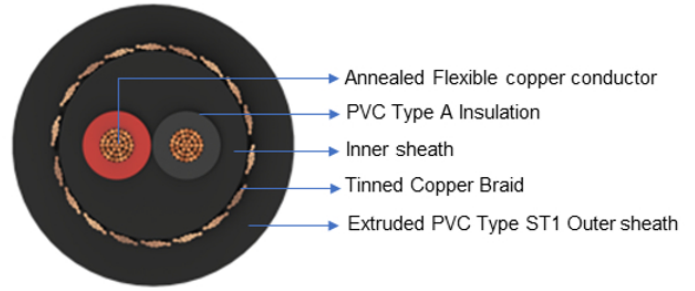 Annealed Flexible copper conductor
PVC Type A Insulation
Inner sheath
Tinned Copper Braid
Extruded PVC Type ST1 Outer sheath